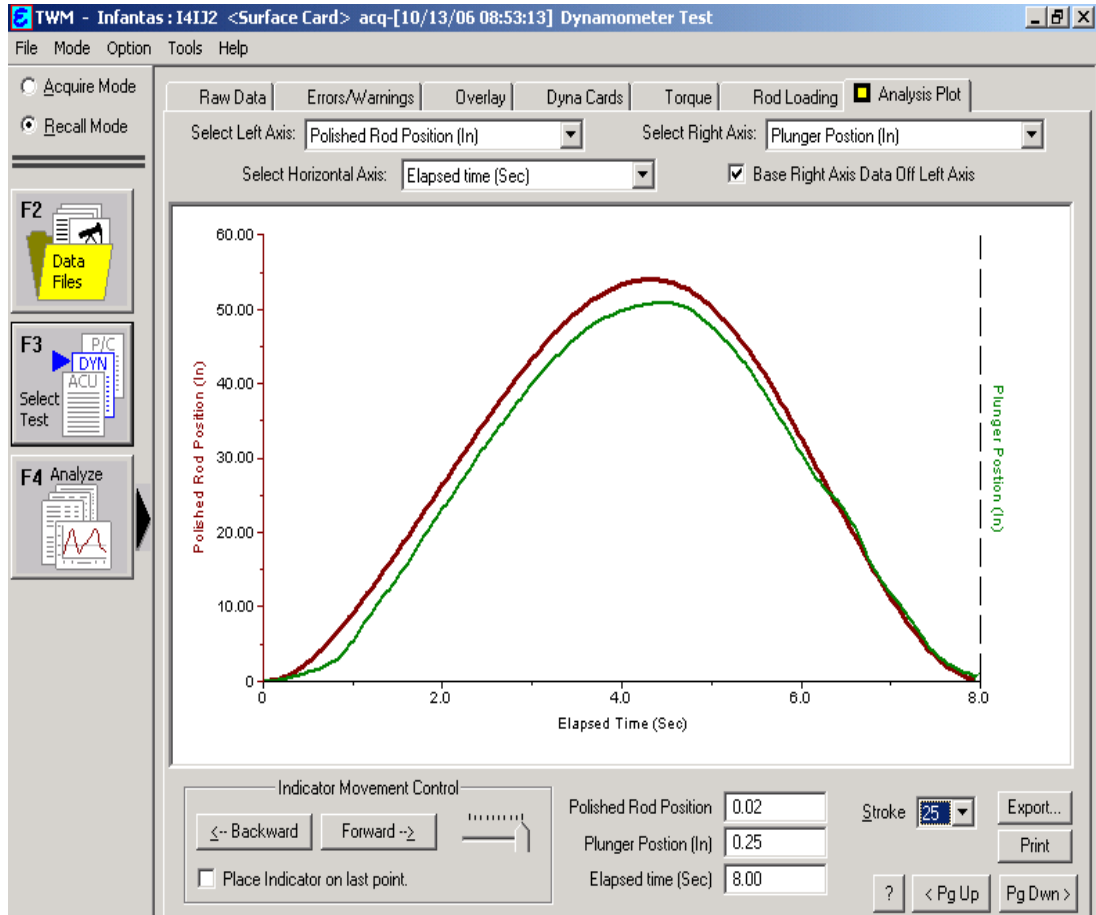 TWM - Infantas : I4IJ2 <Surface Card> acq-[10/13/06 08:53:13] Dynamometer Test
File Mode Option Tools Help
Acquire Mode
Recall Mode
F2
Data
Files
F3
P/C
DYN
ACU
Select
Test
F4 Analyze
Raw Data Errors/Warnings Overlay Dyna Cards Torque Rod Loading Analysis Plot
Select Left Axis: Polished Rod Position (In) Select Right Axis: Plunger Postion (In)
Select Horizontal Axis: Elapsed time (Sec) Base Right Axis Data Off Left Axis
60.00
50.00
40.00
30.00
20.00
10.00
0
Polished Rod Position (In)
Plunger Postion (In)
0 2.0 4.0 6.0 8.0
Elapsed Time (Sec)
Indicator Movement Control
<-- Backward Forward -->
Place Indicator on last point.
Polished Rod Position 0.02
Plunger Postion (In) 0.25
Elapsed time (Sec) 8.00
Stroke 25
Export...
Print
? < Pg Up Pg Dwn >